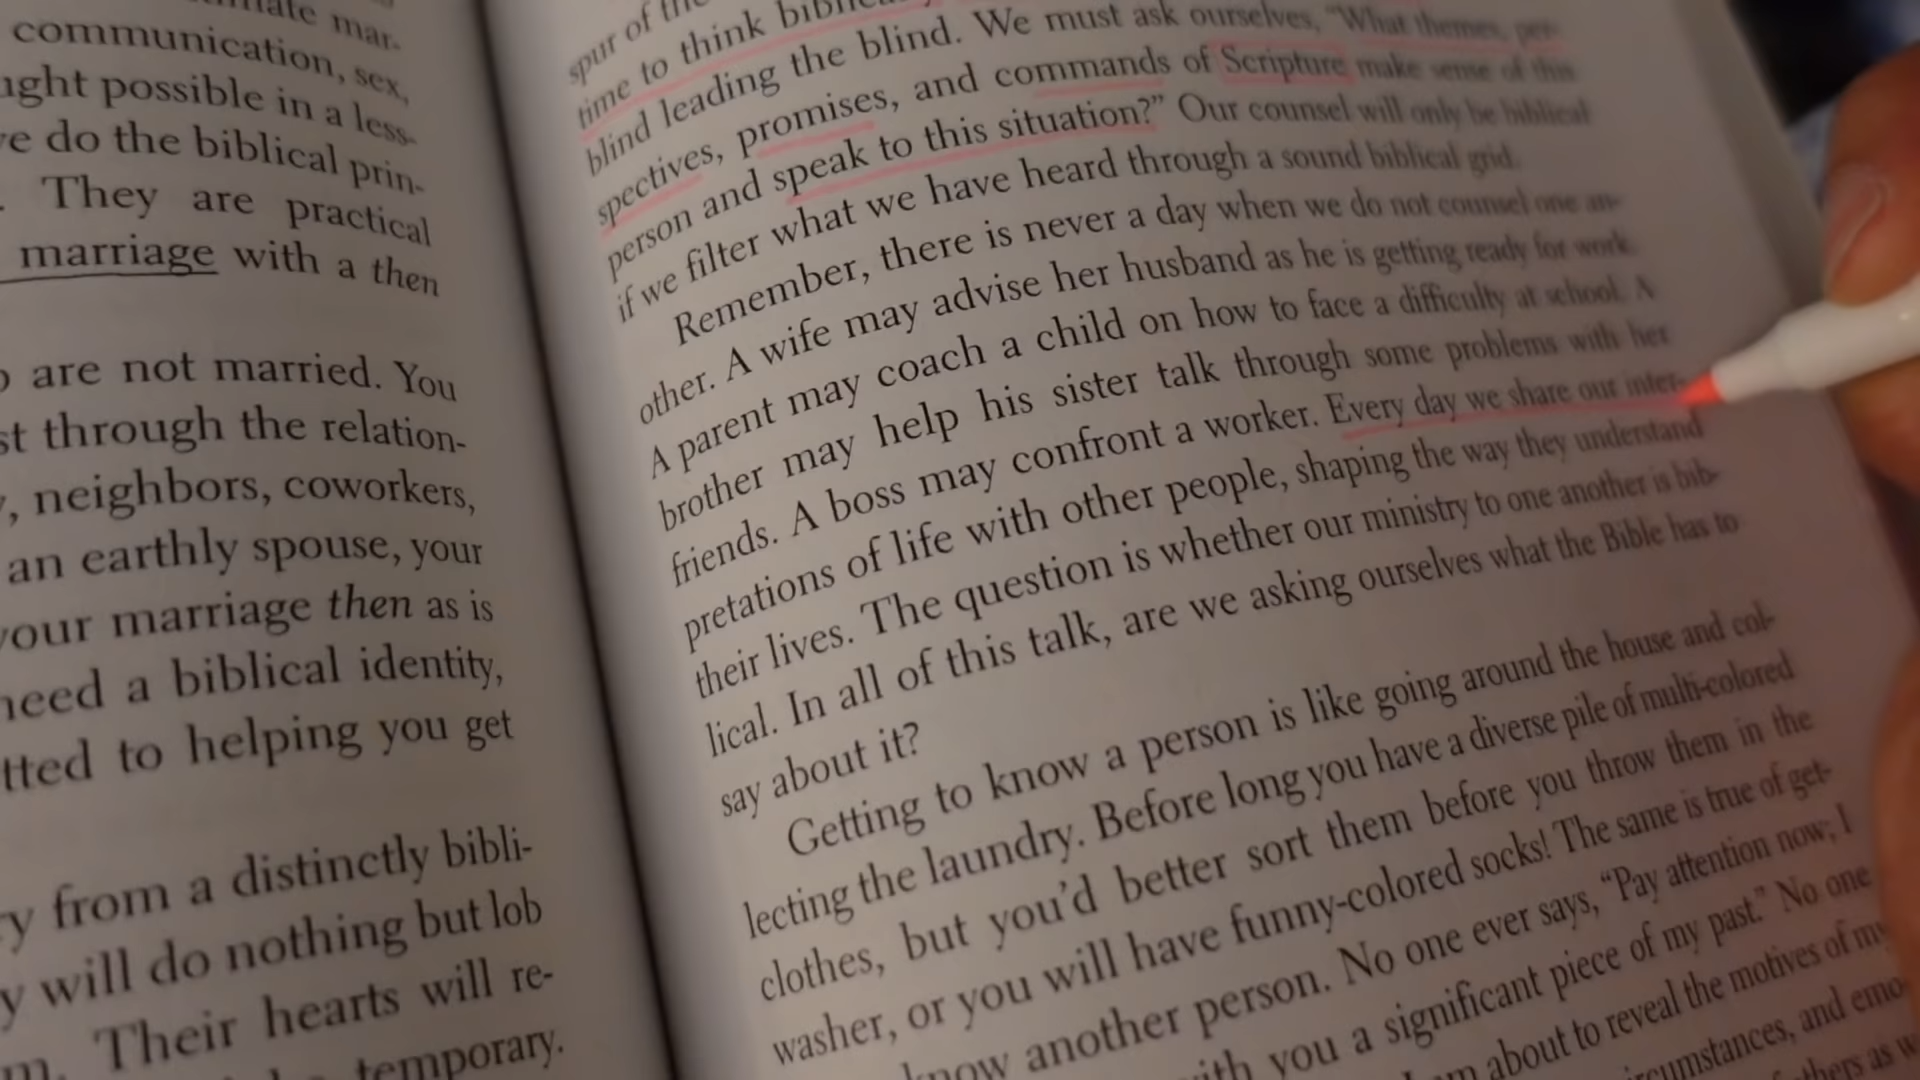 mar-
communication, sex,
ught possible in a less-
e do the biblical prin-
They are practical
marriage with a then
are not married. You
st through the relation-
, neighbors, coworkers,
an earthly spouse, your
your marriage then as is
need a biblical identity,
tted to helping you get
y from a distinctly bibli-
y will do nothing but lob
Their hearts will re-
temporary.
spur of the
time to think
blind leading the blind. We must ask ourselves, “What themes, per-
spectives, promises, and commands of Scripture make sense of this
person and speak to this situation?” Our counsel will only be biblical
if we filter what we have heard through a sound biblical grid.
Remember, there is never a day when we do not counsel one an-
other. A wife may advise her husband as he is getting ready for work.
A parent may coach a child on how to face a difficulty at school. A
brother may help his sister talk through some problems with her
friends. A boss may confront a worker. Every day we share our inter-
pretations of life with other people, shaping the way they understand
their lives. The question is whether our ministry to one another is bib-
lical. In all of this talk, are we asking ourselves what the Bible has to
say about it?
Getting to know a person is like going around the house and col-
lecting the laundry. Before long you have a diverse pile of multi-colored
clothes, but you’d better sort them before you throw them in the
washer, or you will have funny-colored socks! The same is true of get-
know another person. No one ever says, “Pay attention now; I
with you a significant piece of my past.” No one
about to reveal the motives of my
circumstances, and emo-
as